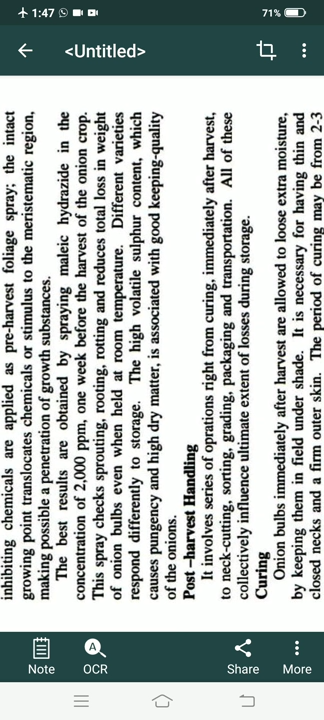 1:47
71%
<Untitled>
inhibiting chemicals are applied as pre-harvest foliage spray; the intact
growing point translocates chemicals or stimulus to the meristematic region,
making possible a penetration of growth substances.
The best results are obtained by spraying maleic hydrazide in the
concentration of 2,000 ppm, one week before the harvest of the onion crop.
This spray checks sprouting, rooting, rotting and reduces total loss in weight
of onion bulbs even when held at room temperature. Different varieties
respond differently to storage. The high volatile sulphur content, which
causes pungency and high dry matter, is associated with good keeping-quality
of the onions.
Post –harvest Handling
It involves series of oprations right from curing, immediately after harvest,
to neck-cutting, sorting, grading, packaging and transportation. All of these
collectively influence ultimate extent of losses during storage.
Curing
Onion bulbs immediately after harvest are allowed to loose extra moisture,
by keeping them in field under shade. It is necessary for having thin and
closed necks and a firm outer skin. The period of curing may be from 2-3
Note
A
OCR
Share
More